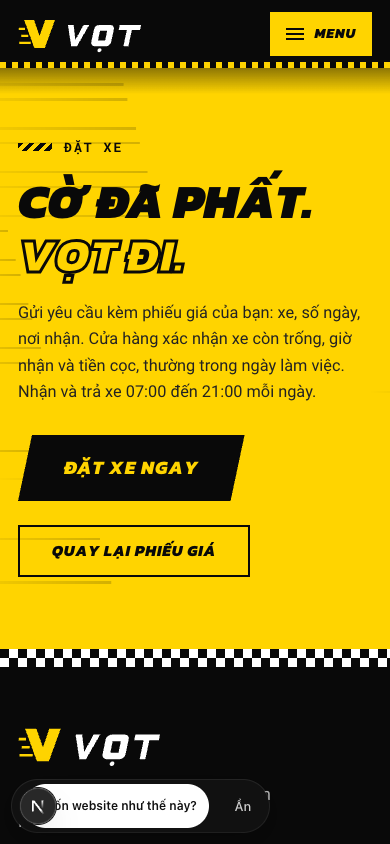 VỌT
MENU
ĐẶT XE
CỜ ĐÃ PHẤT.
VỌT ĐI.
Gửi yêu cầu kèm phiếu giá của bạn: xe, số ngày,
nơi nhận. Cửa hàng xác nhận xe còn trống, giờ
nhận và tiền cọc, thường trong ngày làm việc.
Nhận và trả xe 07:00 đến 21:00 mỗi ngày.
ĐẶT XE NGAY
QUAY LẠI PHIẾU GIÁ
VỌT
website như thế này?
Ẩn